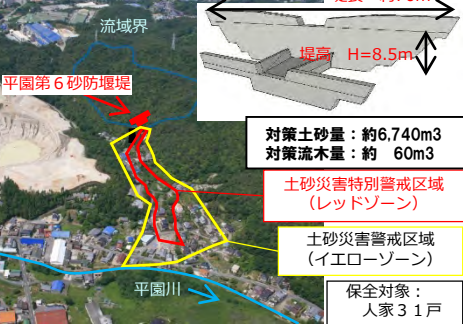 流域界
堤高 H=8.5m
平園第６砂防堰堤
対策土砂量：約6,740m3
対策流木量：約 60m3
土砂災害特別警戒区域
（レッドゾーン）
土砂災害警戒区域
（イエローゾーン）
平園川
保全対象：
人家３１戸